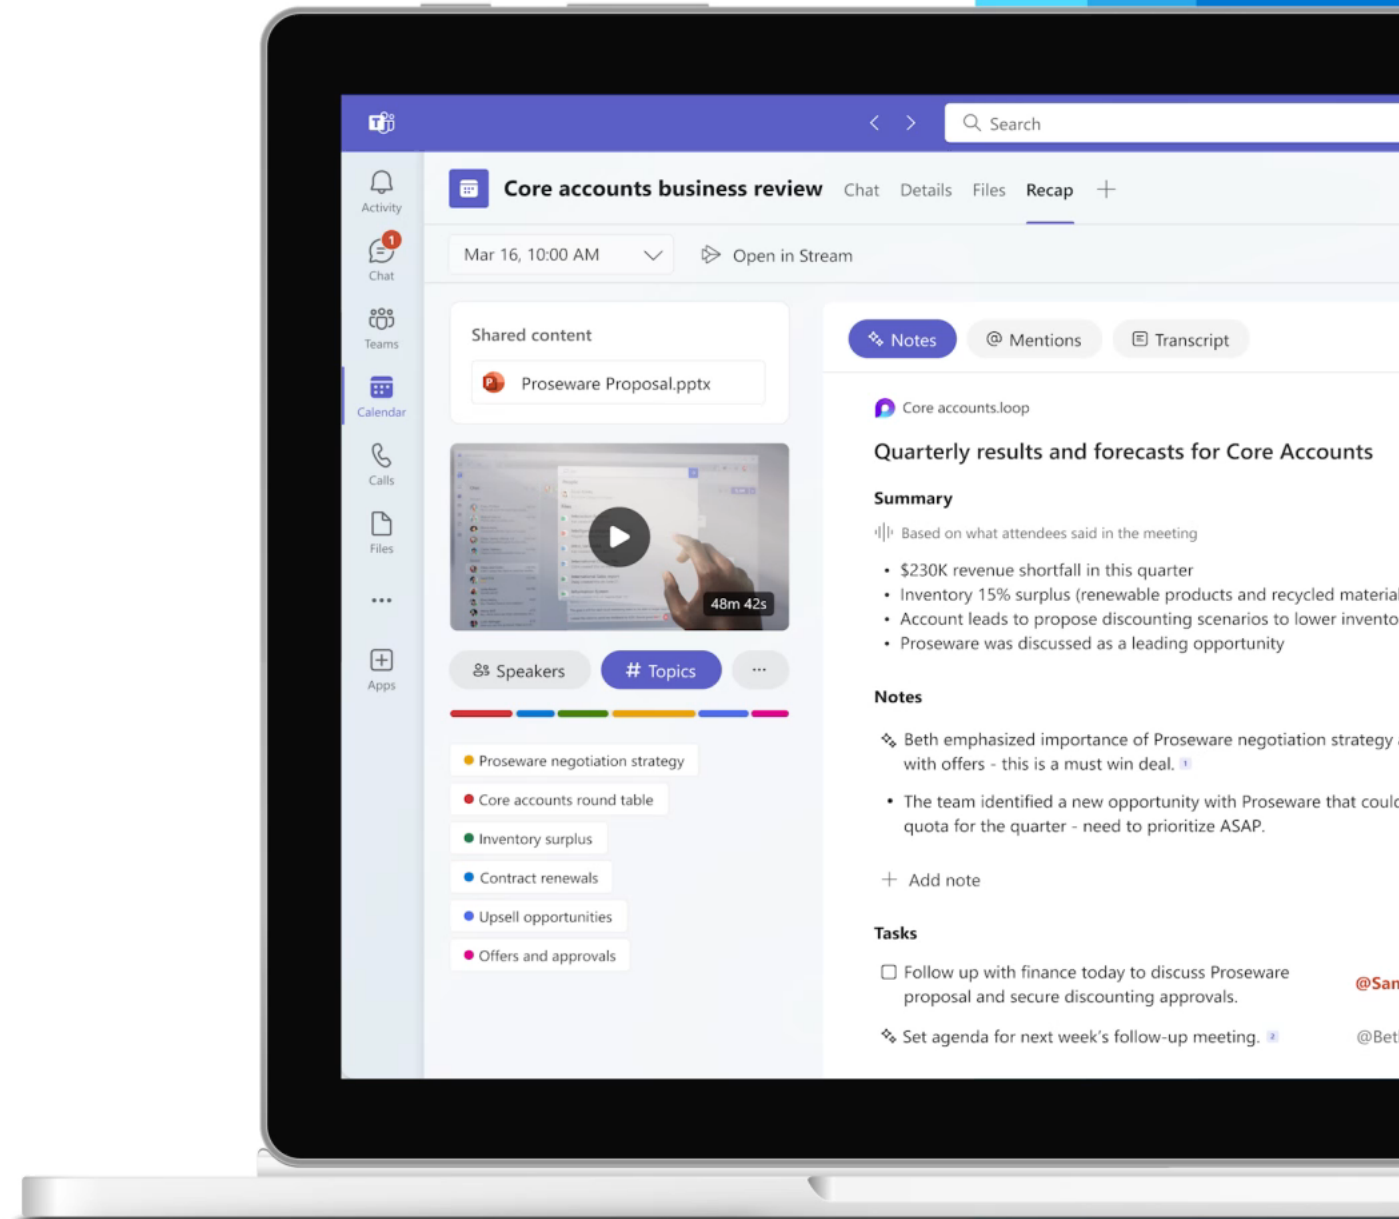 Search
Activity
1
Chat
Teams
Calendar
Calls
Files
Apps
Core accounts business review
Chat
Details
Files
Recap
Mar 16, 10:00 AM
Open in Stream
Shared content
Proseware Proposal.pptx
48m 42s
Speakers
# Topics
Proseware negotiation strategy
Core accounts round table
Inventory surplus
Contract renewals
Upsell opportunities
Offers and approvals
Notes
@ Mentions
Transcript
Core accounts.loop
Quarterly results and forecasts for Core Accounts
Summary
Based on what attendees said in the meeting
• $230K revenue shortfall in this quarter
• Inventory 15% surplus (renewable products and recycled material
• Account leads to propose discounting scenarios to lower invento
• Proseware was discussed as a leading opportunity
Notes
Beth emphasized importance of Proseware negotiation strategy
with offers - this is a must win deal. 1
• The team identified a new opportunity with Proseware that could
quota for the quarter - need to prioritize ASAP.
+ Add note
Tasks
Follow up with finance today to discuss Proseware
proposal and secure discounting approvals.
@San
Set agenda for next week's follow-up meeting. 2
@Bet